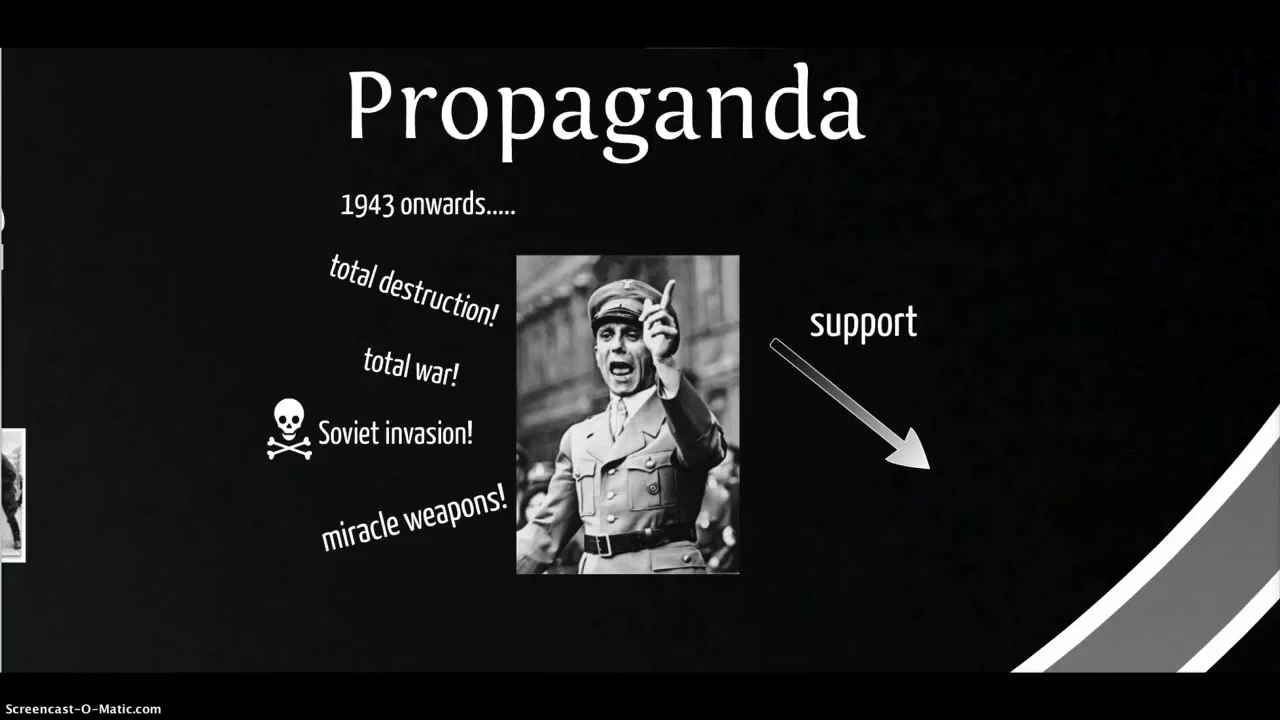 Propaganda
1943 onwards.....
total destruction!
total war!
Soviet invasion!
miracle weapons!
support
Screencast-O-Matic.com